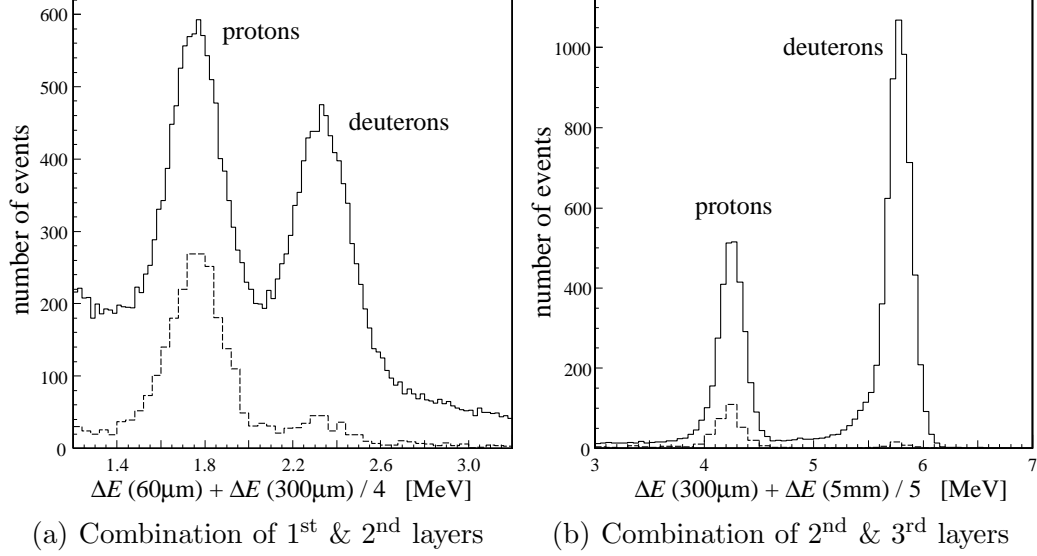 600
500
400
300
200
100
0
number of events
protons
deuterons
1.4 1.8 2.2 2.6 3.0
ΔE (60μm) + ΔE (300μm) / 4 [MeV]
(a) Combination of 1st & 2nd layers
1000
800
600
400
200
0
number of events
deuterons
protons
3 4 5 6 7
ΔE (300μm) + ΔE (5mm) / 5 [MeV]
(b) Combination of 2nd & 3rd layers